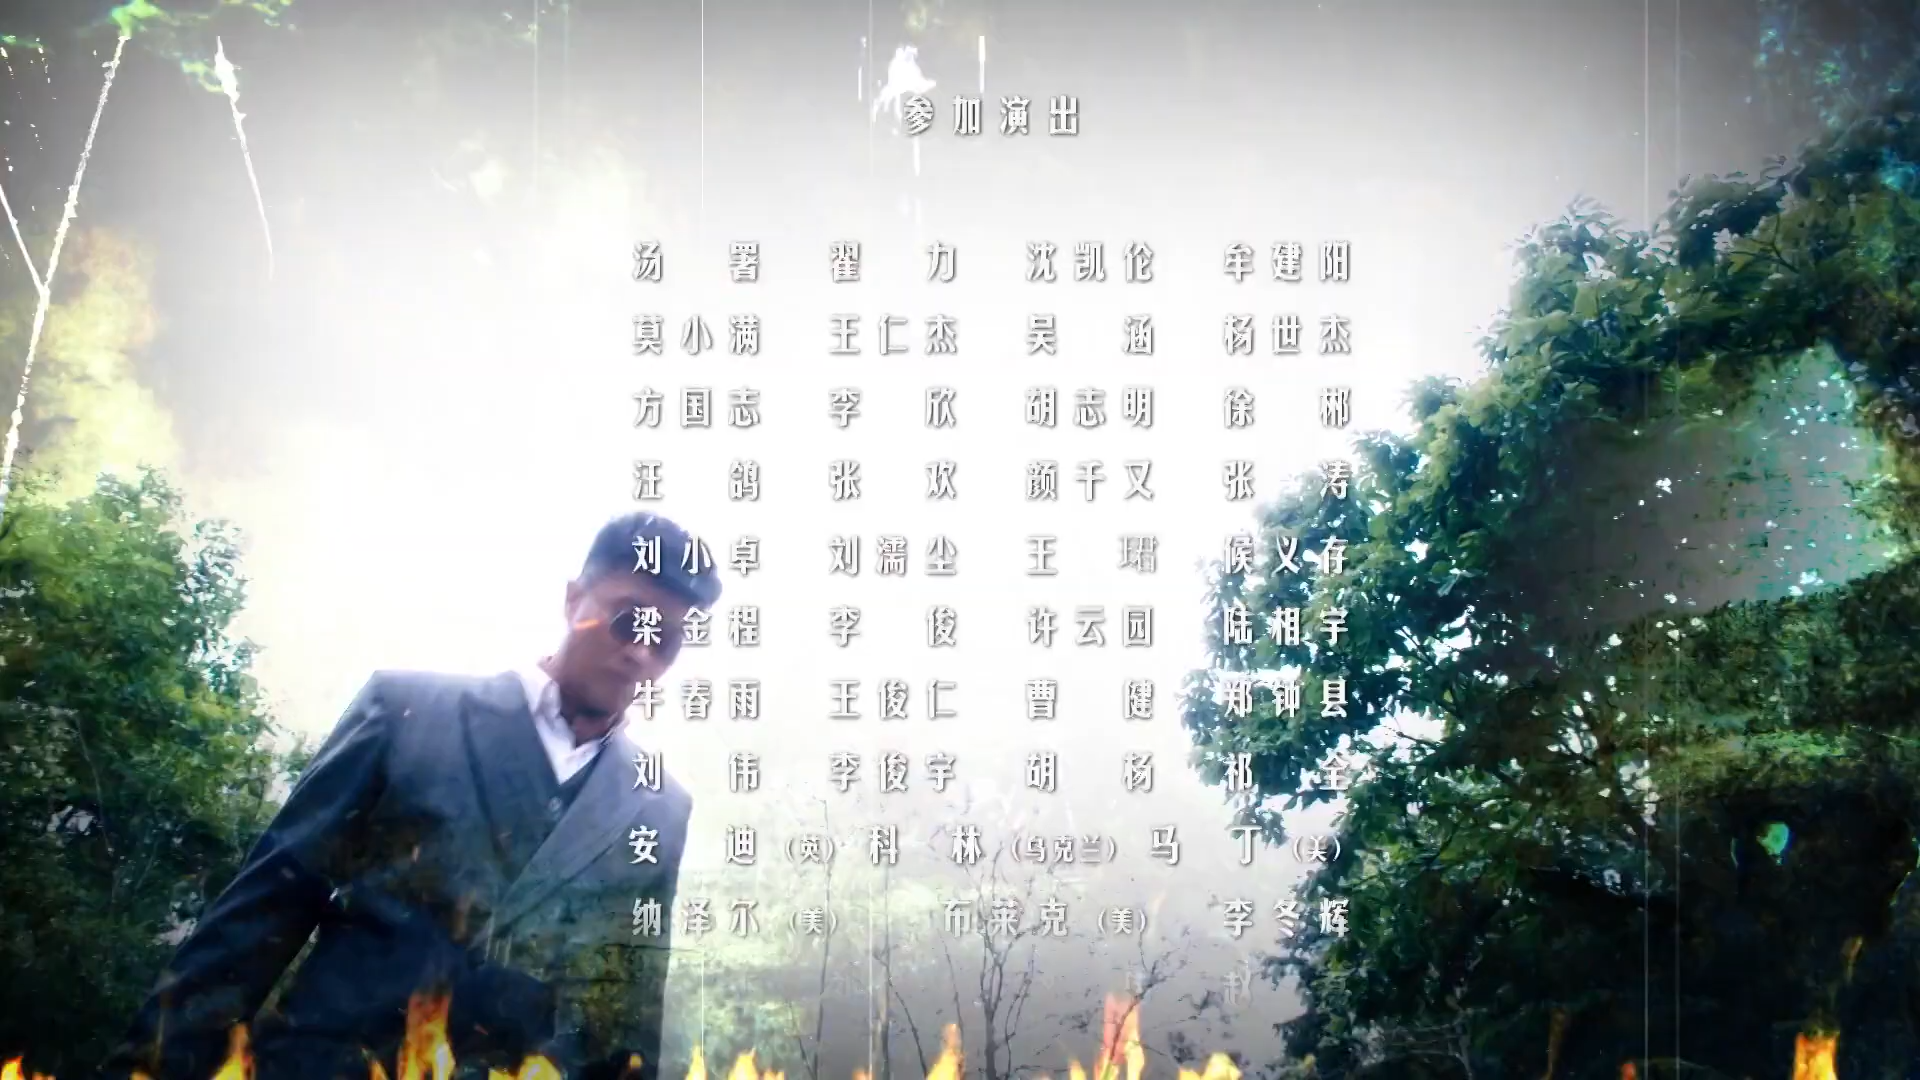 参加演出
汤署 翟力 沈凯伦 牟建阳
莫小满 王仁杰 吴涵 杨世杰
方国志 李欣 胡志明 徐郴
汪鸽 张欢 颜千又 张涛
刘小卓 刘濡尘 王珺 候义存
梁金程 李俊 许云园 陆相宇
牛春雨 王俊仁 曹健 郑钟县
刘伟 李俊宇 胡杨 祁全
安迪(英) 科林(乌克兰) 马丁(美)
纳泽尔(美) 布莱克(美) 李冬辉
赵